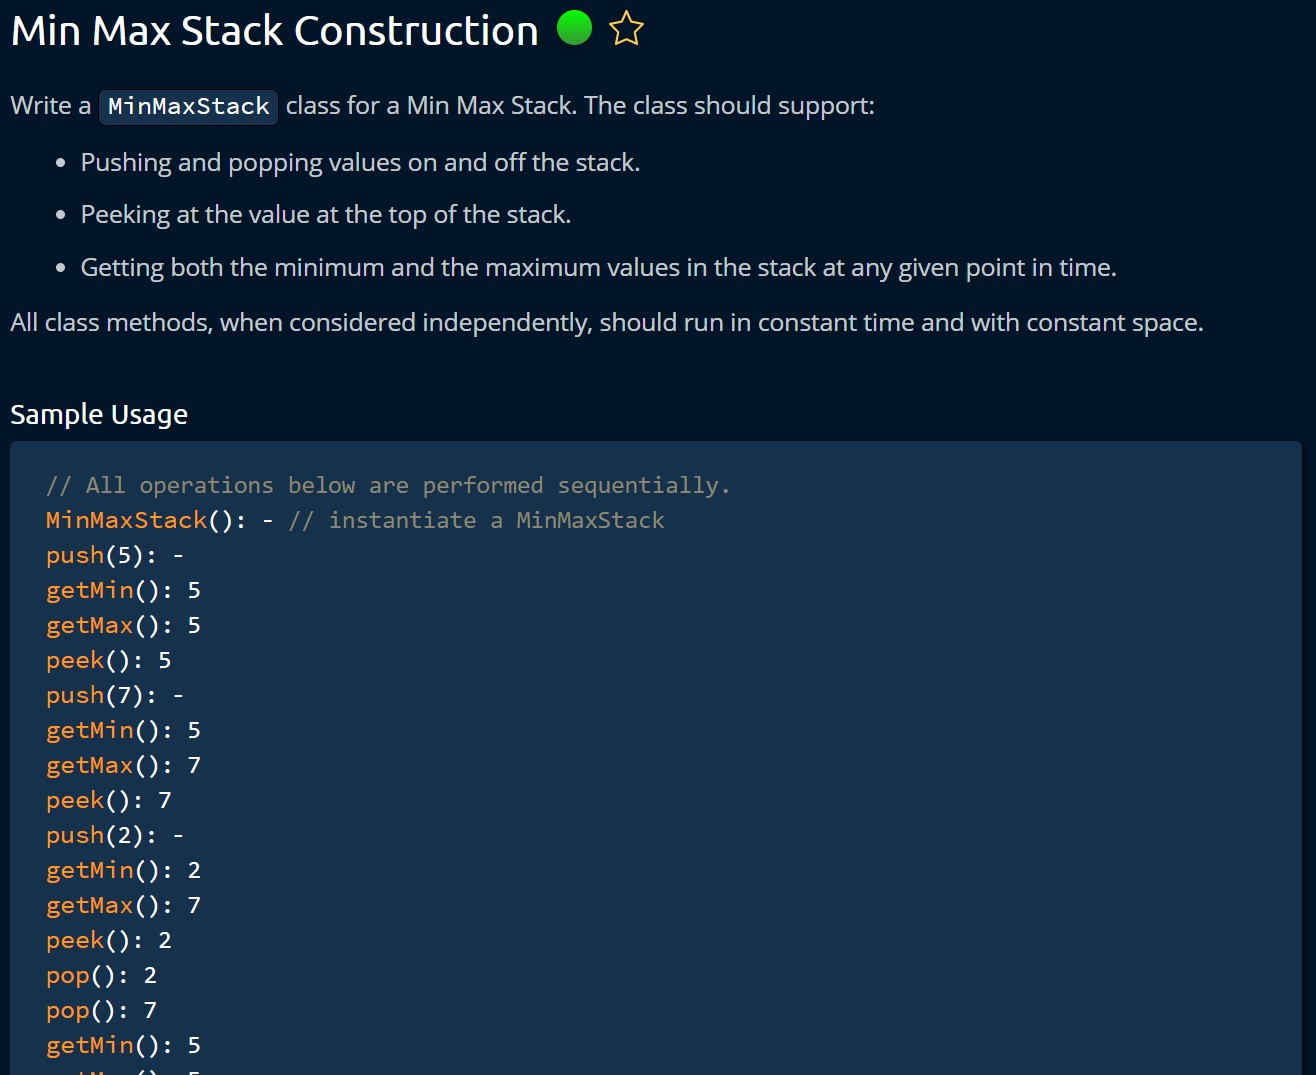 Min Max Stack Construction
Write a MinMaxStack class for a Min Max Stack. The class should support:
• Pushing and popping values on and off the stack.
• Peeking at the value at the top of the stack.
• Getting both the minimum and the maximum values in the stack at any given point in time.
All class methods, when considered independently, should run in constant time and with constant space.
Sample Usage
// All operations below are performed sequentially.
MinMaxStack(): - // instantiate a MinMaxStack
push(5): -
getMin(): 5
getMax(): 5
peek(): 5
push(7): -
getMin(): 5
getMax(): 7
peek(): 7
push(2): -
getMin(): 2
getMax(): 7
peek(): 2
pop(): 2
pop(): 7
getMin(): 5